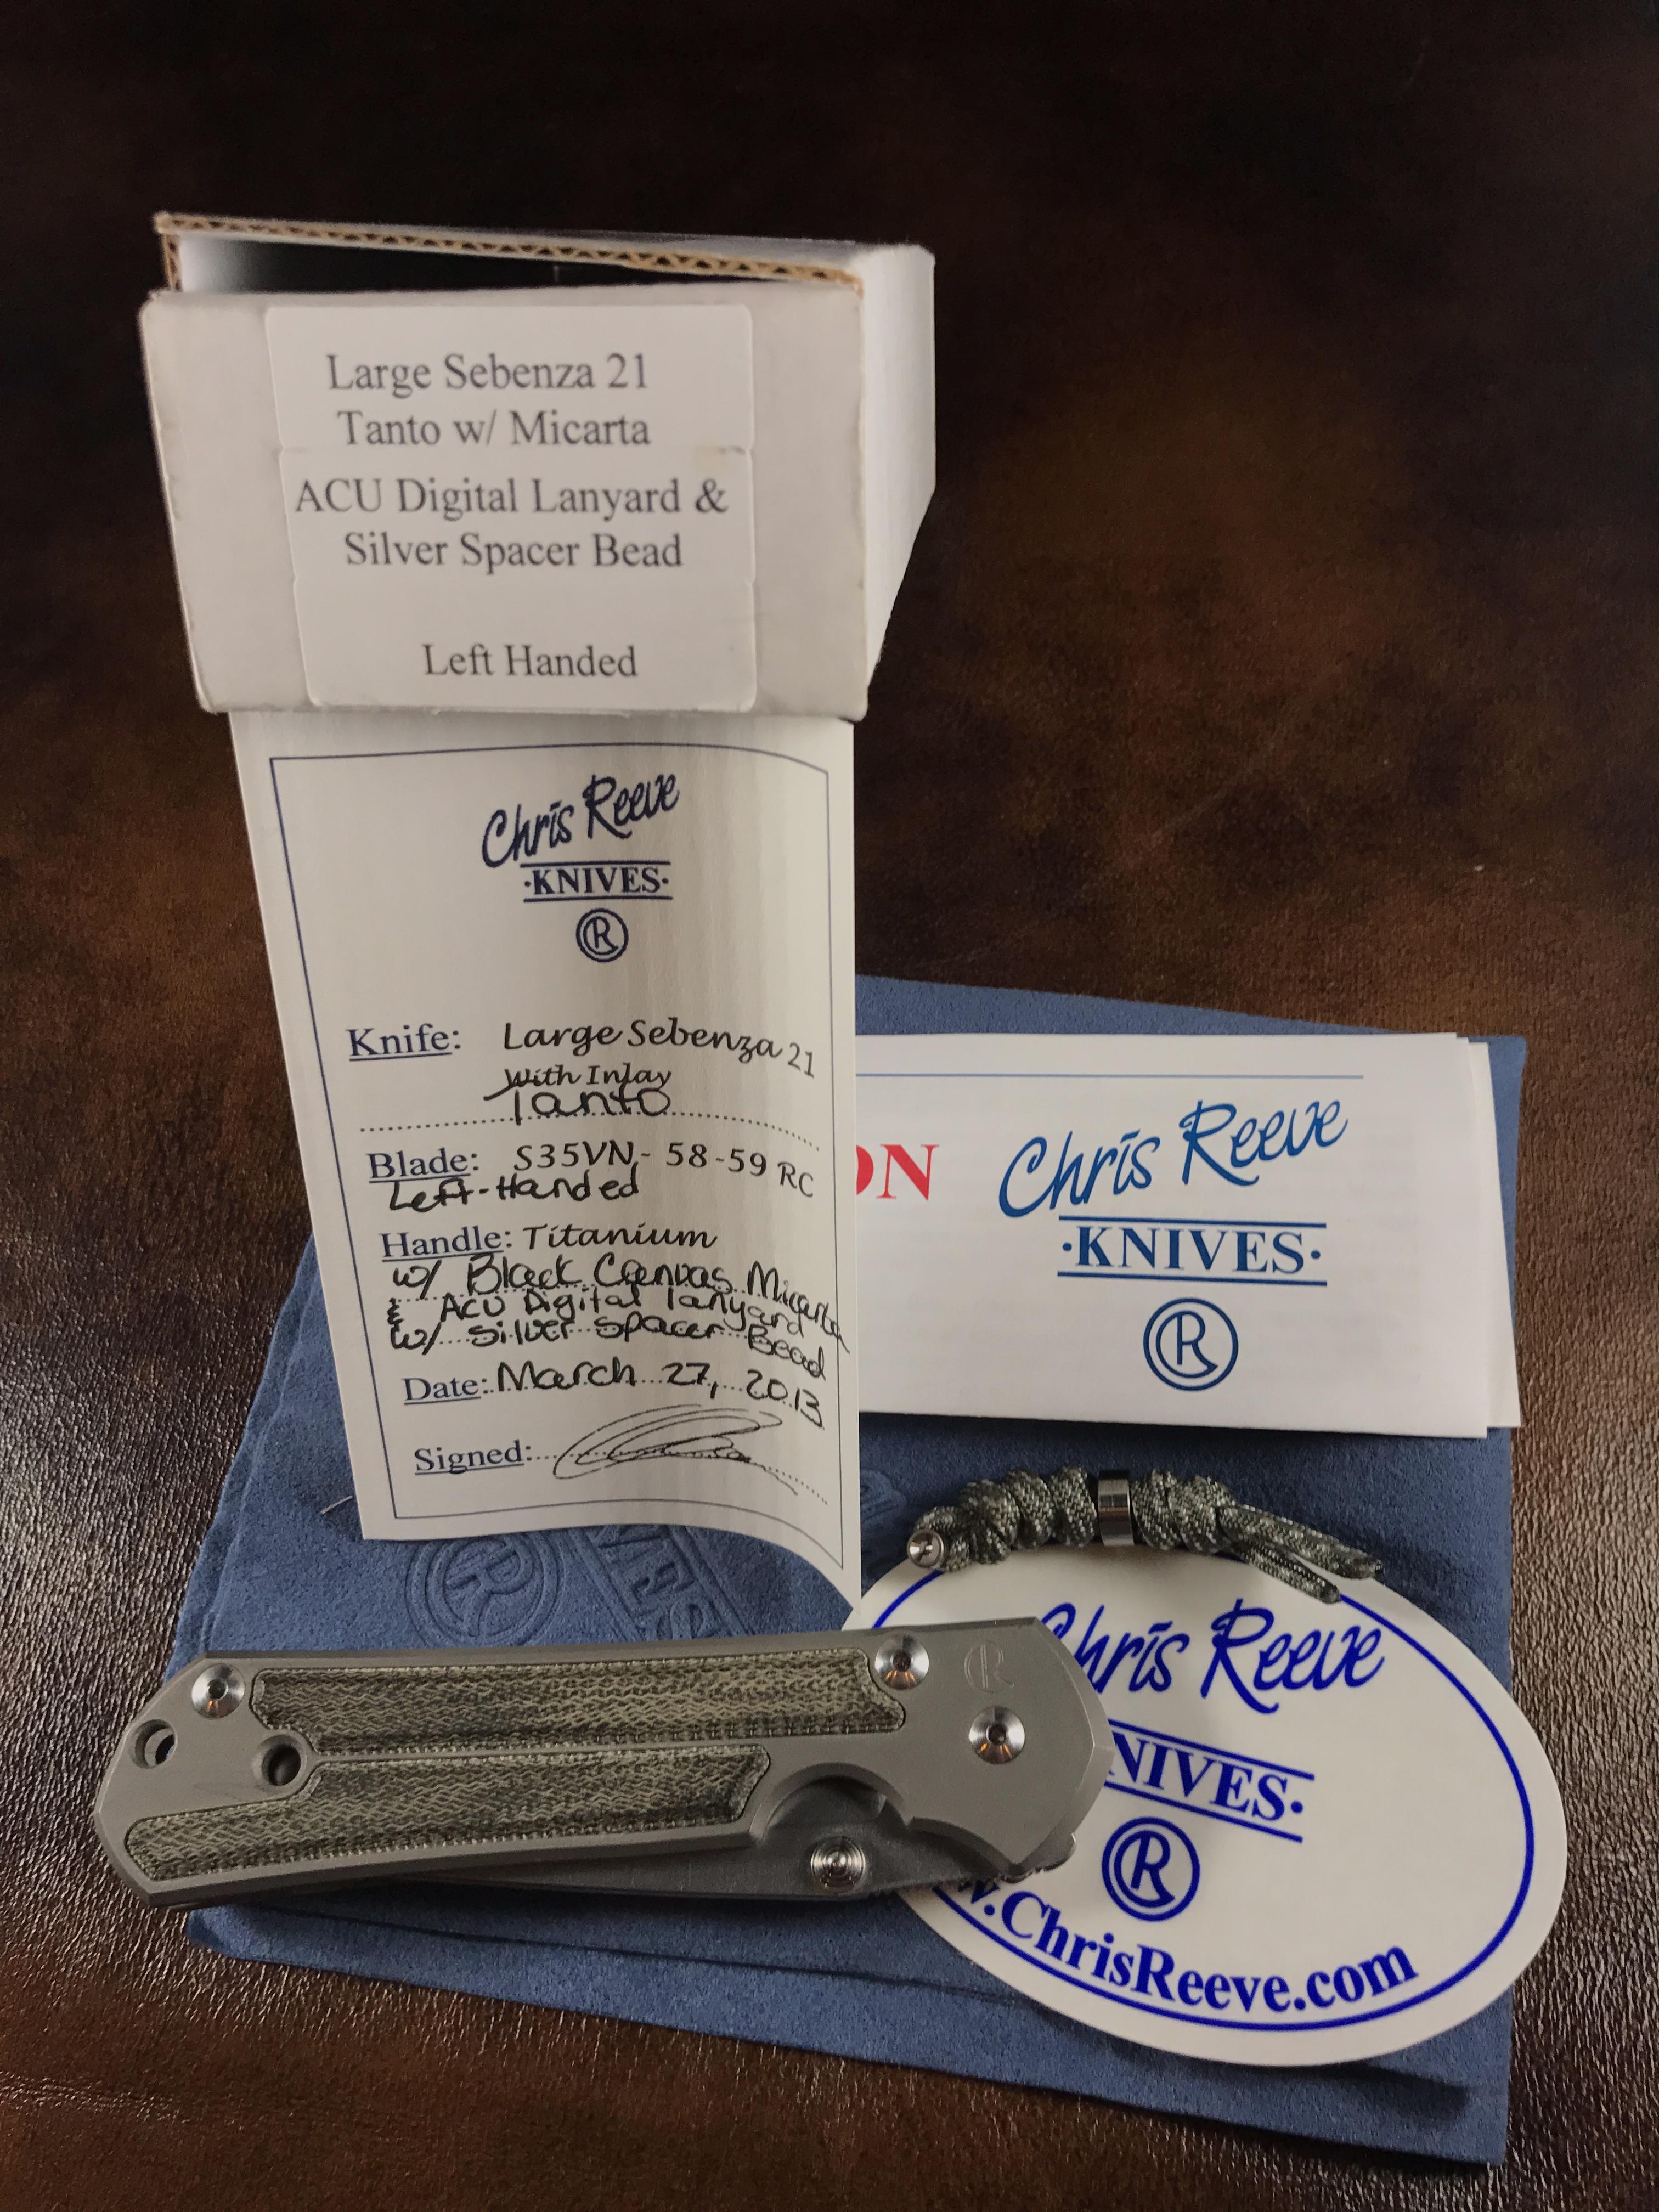 Large Sebenza 21
Tanto w/ Micarta
ACU Digital Lanyard &
Silver Spacer Bead
Left Handed
Chris Reeve
·KNIVES·
R
Knife: Large Sebenza 21
With Inlay
Tanto
Blade: S35VN - 58-59 RC
Left-Handed
Handle: Titanium
w/ Black Canvas Micarta
& ACU Digital lanyard
w/ Silver Spacer Bead
Date: March 27, 2013
Signed:
ON
Chris Reeve
·KNIVES·
R
VES
R
R
Chris Reeve
NIVES·
R
w.ChrisReeve.com